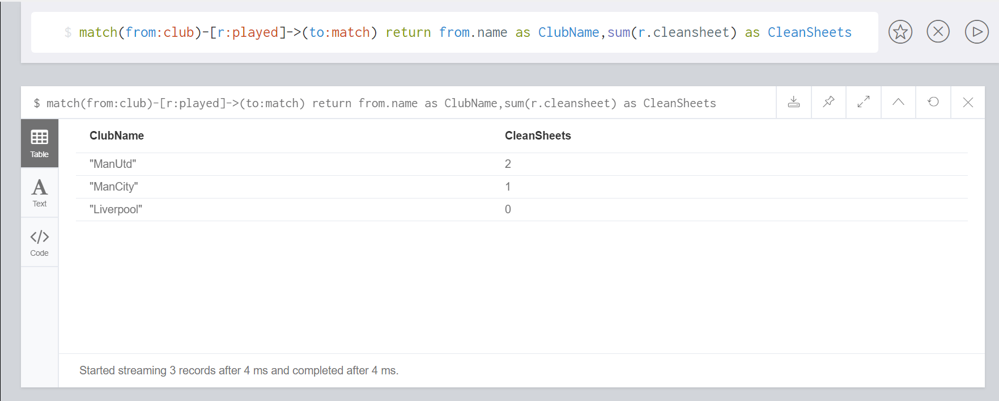 $ match(from:club)-[r:played]->(to:match) return from.name as ClubName,sum(r.cleansheet) as CleanSheets
$ match(from:club)-[r:played]->(to:match) return from.name as ClubName,sum(r.cleansheet) as CleanSheets
Table
ClubName CleanSheets
"ManUtd" 2
"ManCity" 1
"Liverpool" 0
A
Text
</>
Code
Started streaming 3 records after 4 ms and completed after 4 ms.